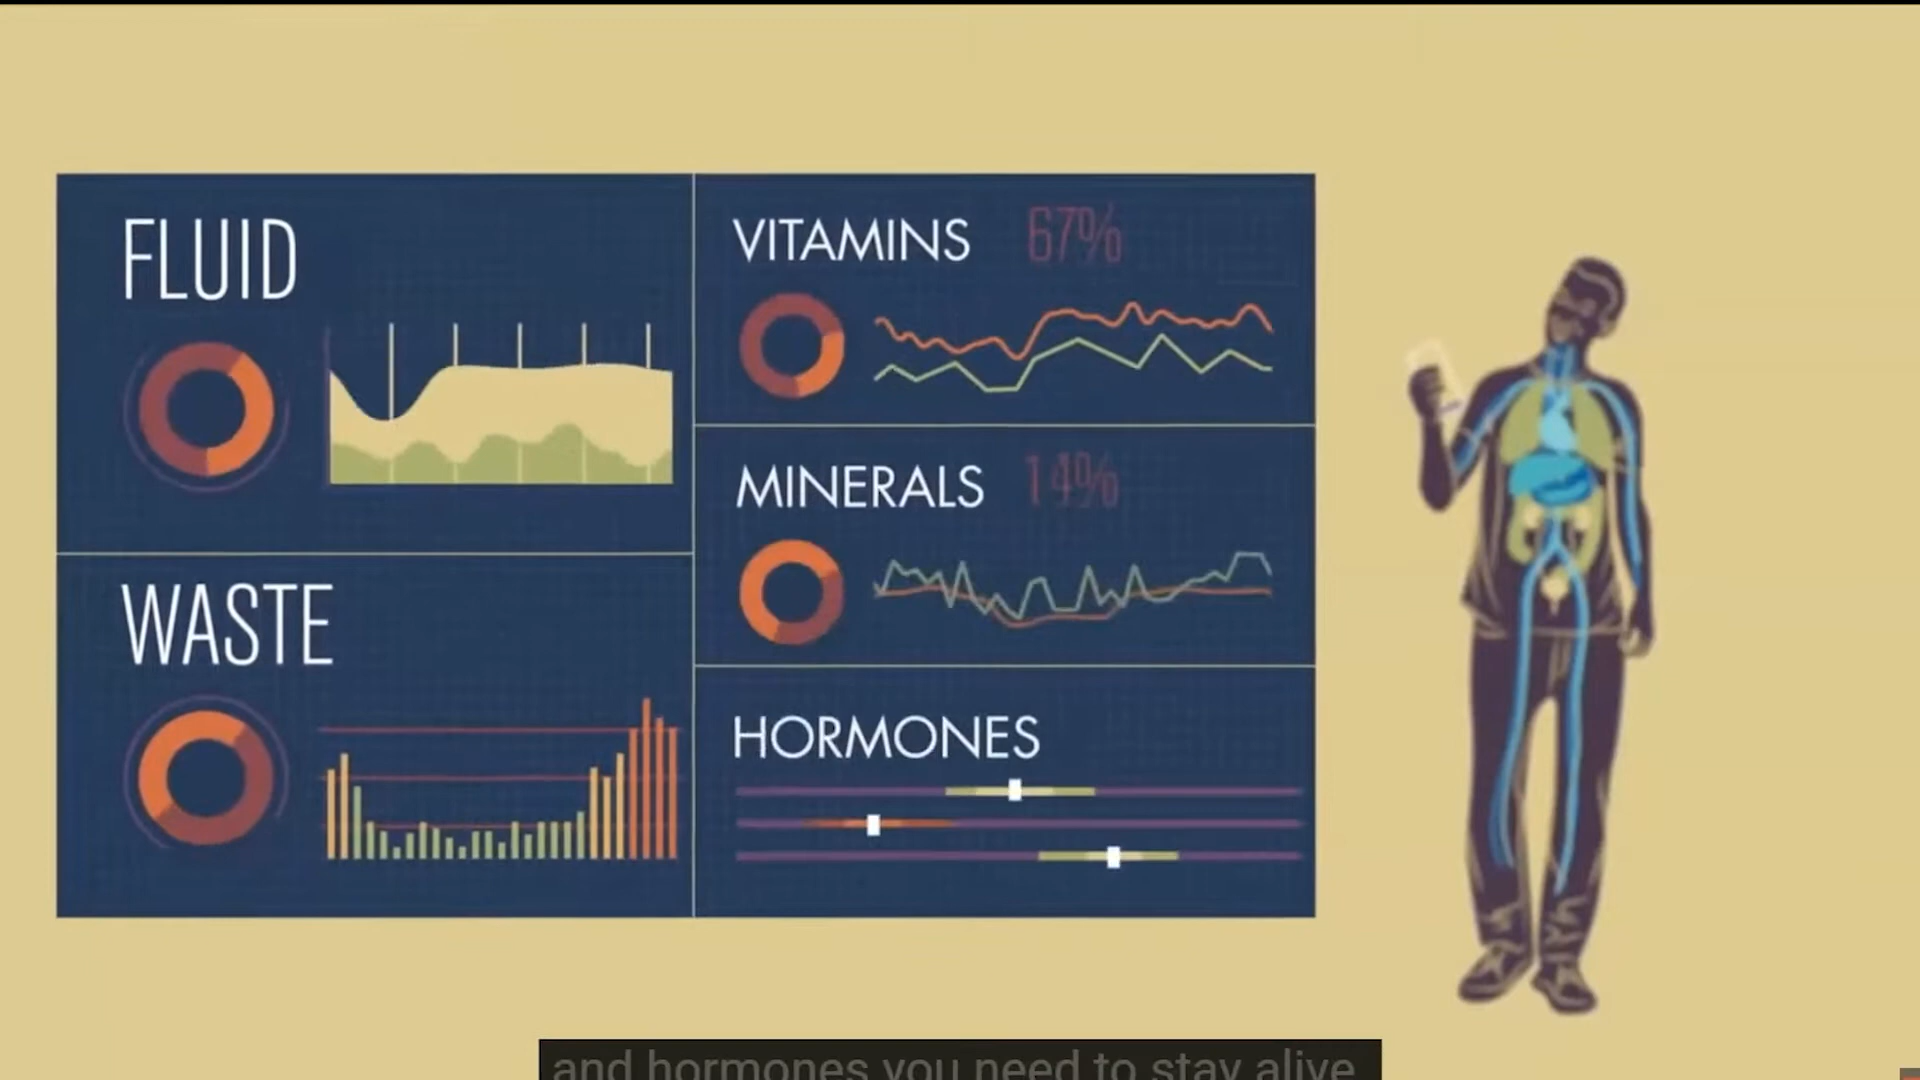 FLUID
VITAMINS 67%
MINERALS 14%
WASTE
HORMONES
and hormones you need to stay alive